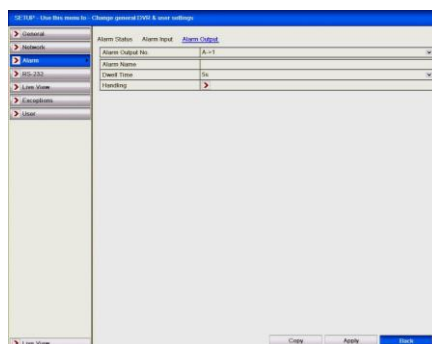 SETUP - Use this menu to - Change general DVR & user settings
General
Network
Alarm
RS-232
Live View
Exceptions
User
Live View
Alarm Status Alarm Input Alarm Output
Alarm Output No. A->1
Alarm Name
Dwell Time 5s
Handling
Copy Apply Back